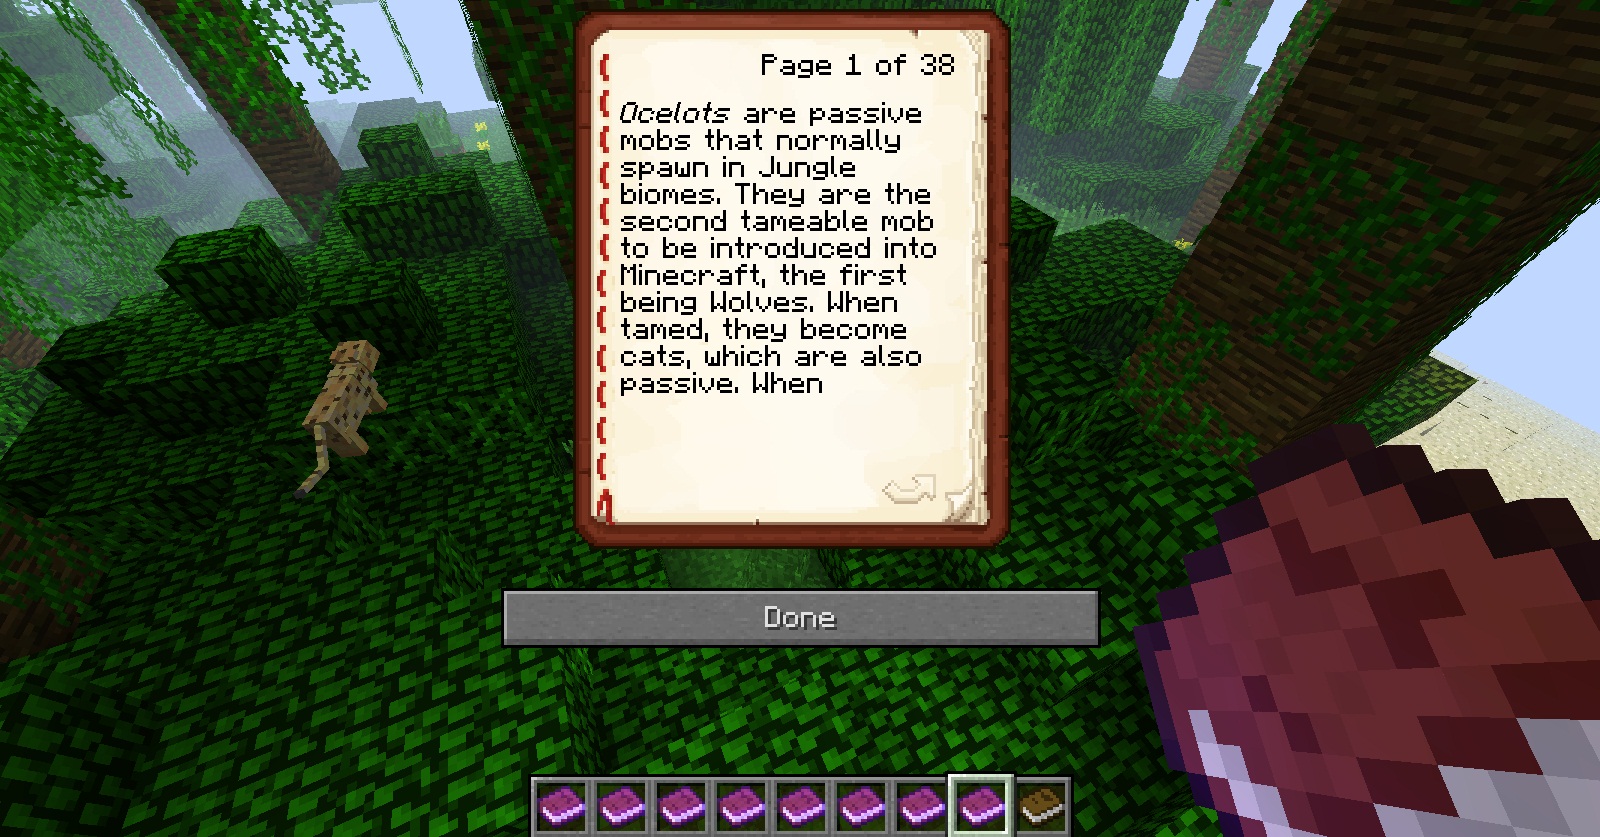 Page 1 of 38
Ocelots are passive
mobs that normally
spawn in Jungle
biomes. They are the
second tameable mob
to be introduced into
Minecraft, the first
being Wolves. When
tamed, they become
cats, which are also
passive. When
Done